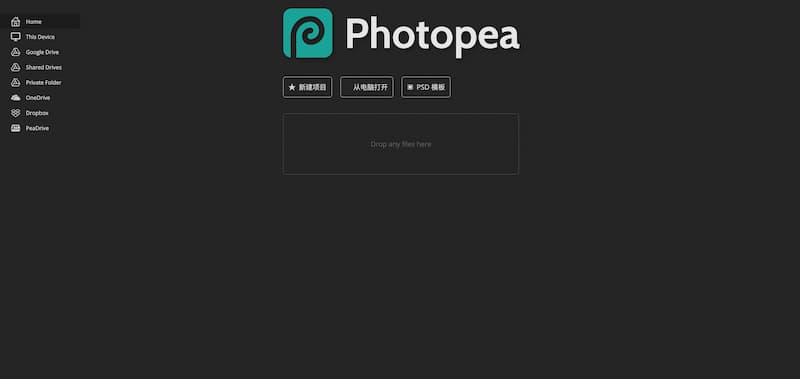 Home
This Device
Google Drive
Shared Drives
Private Folder
OneDrive
Dropbox
PeaDrive
Photopea
新建项目
从电脑打开
PSD 模板
Drop any files here